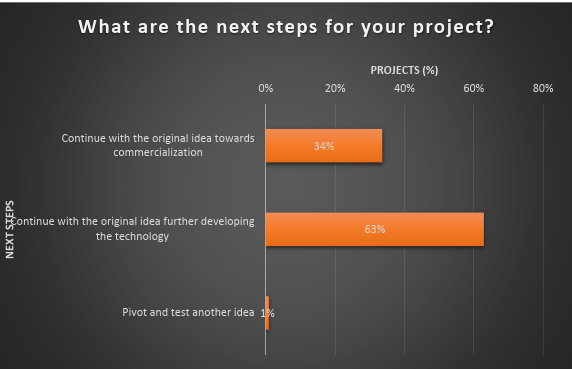 What are the next steps for your project?
PROJECTS (%)
0% 20% 40% 60% 80%
Continue with the original idea towards
commercialization
34%
NEXT STEPS
Continue with the original idea further developing
the technology
63%
Pivot and test another idea
1%